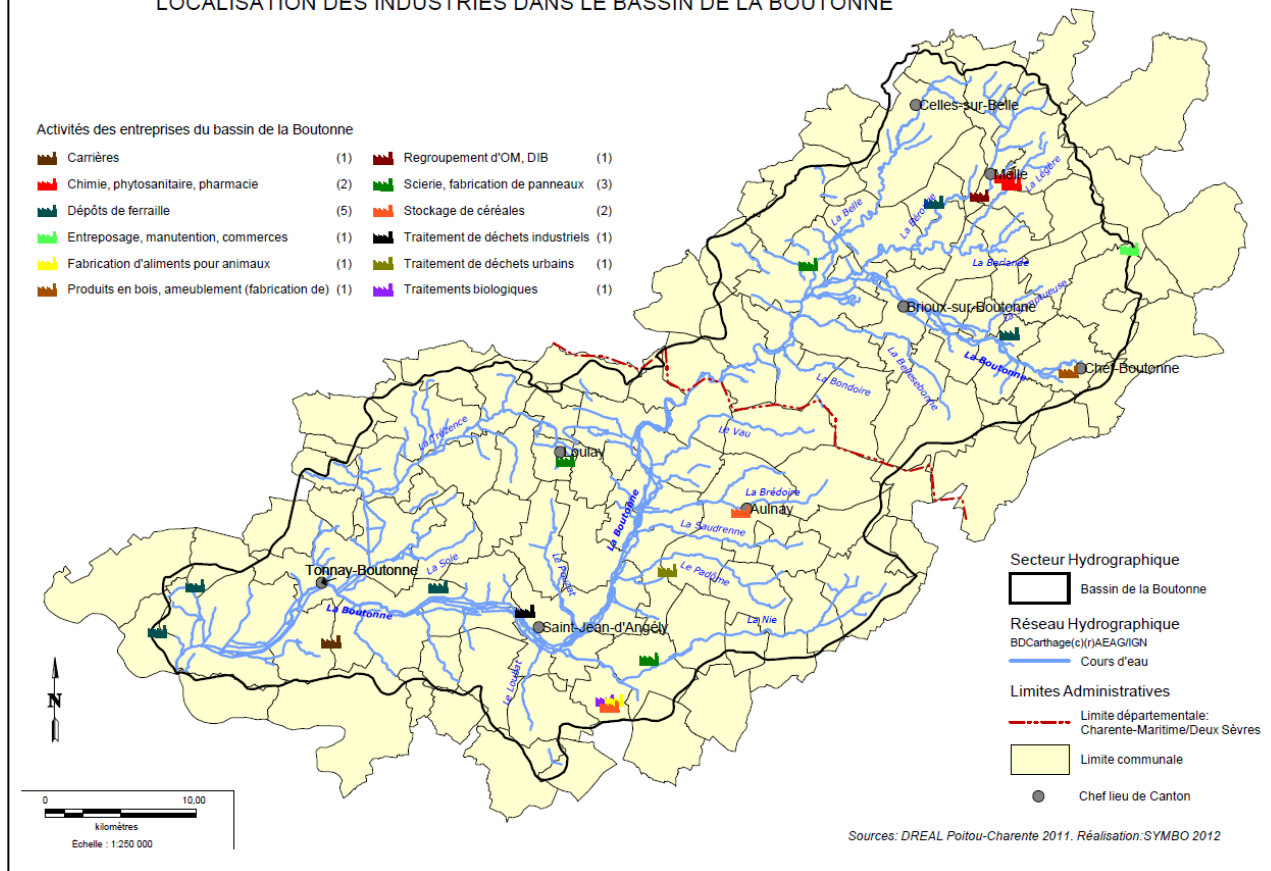 LOCALISATION DES INDUSTRIES DANS LE BASSIN DE LA BOUTONNE
Activités des entreprises du bassin de la Boutonne
Carrières (1)
Chimie, phytosanitaire, pharmacie (2)
Dépôts de ferraille (5)
Entreposage, manutention, commerces (1)
Fabrication d'aliments pour animaux (1)
Produits en bois, ameublement (fabrication de) (1)
Regroupement d'OM, DIB (1)
Scierie, fabrication de panneaux (3)
Stockage de céréales (2)
Traitement de déchets industriels (1)
Traitement de déchets urbains (1)
Traitements biologiques (1)
Celles-sur-Belle
Melle
La Légère
La Belle
La Béronne
La Berlande
Brioux-sur-Boutonne
La Boutonne
Chef-Boutonne
La Bellesebonne
La Bondoire
Le Vau
La Trézence
Loulay
La Boutonne
La Brédoire
Aulnay
La Saudrenne
Le Padôme
La Nie
Tonnay-Boutonne
La Soie
La Boutonne
Saint-Jean-d'Angély
N
0 10,00
kilomètres
Échelle : 1:250 000
Secteur Hydrographique
Bassin de la Boutonne
Réseau Hydrographique
BDCarthage(c)(r)AEAG/IGN
Cours d'eau
Limites Administratives
Limite départementale:
Charente-Maritime/Deux Sèvres
Limite communale
Chef lieu de Canton
Sources: DREAL Poitou-Charente 2011. Réalisation:SYMBO 2012